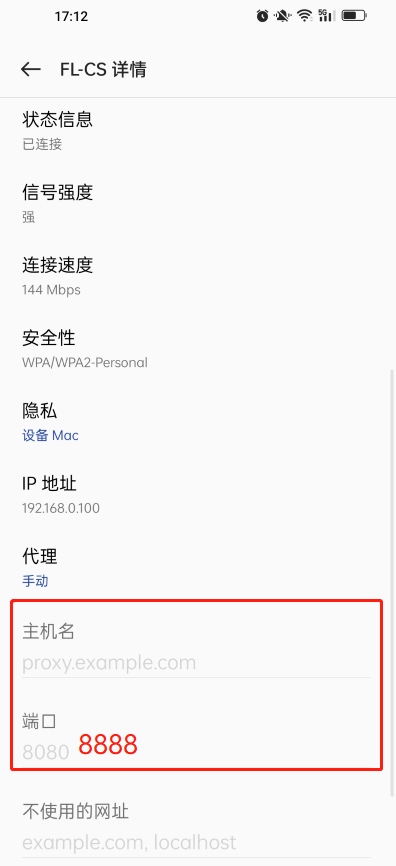 17:12
5G
FL-CS 详情
状态信息
已连接
信号强度
强
连接速度
144 Mbps
安全性
WPA/WPA2-Personal
隐私
设备 Mac
IP 地址
192.168.0.100
代理
手动
主机名
proxy.example.com
端口
8080 8888
不使用的网址
example.com, localhost